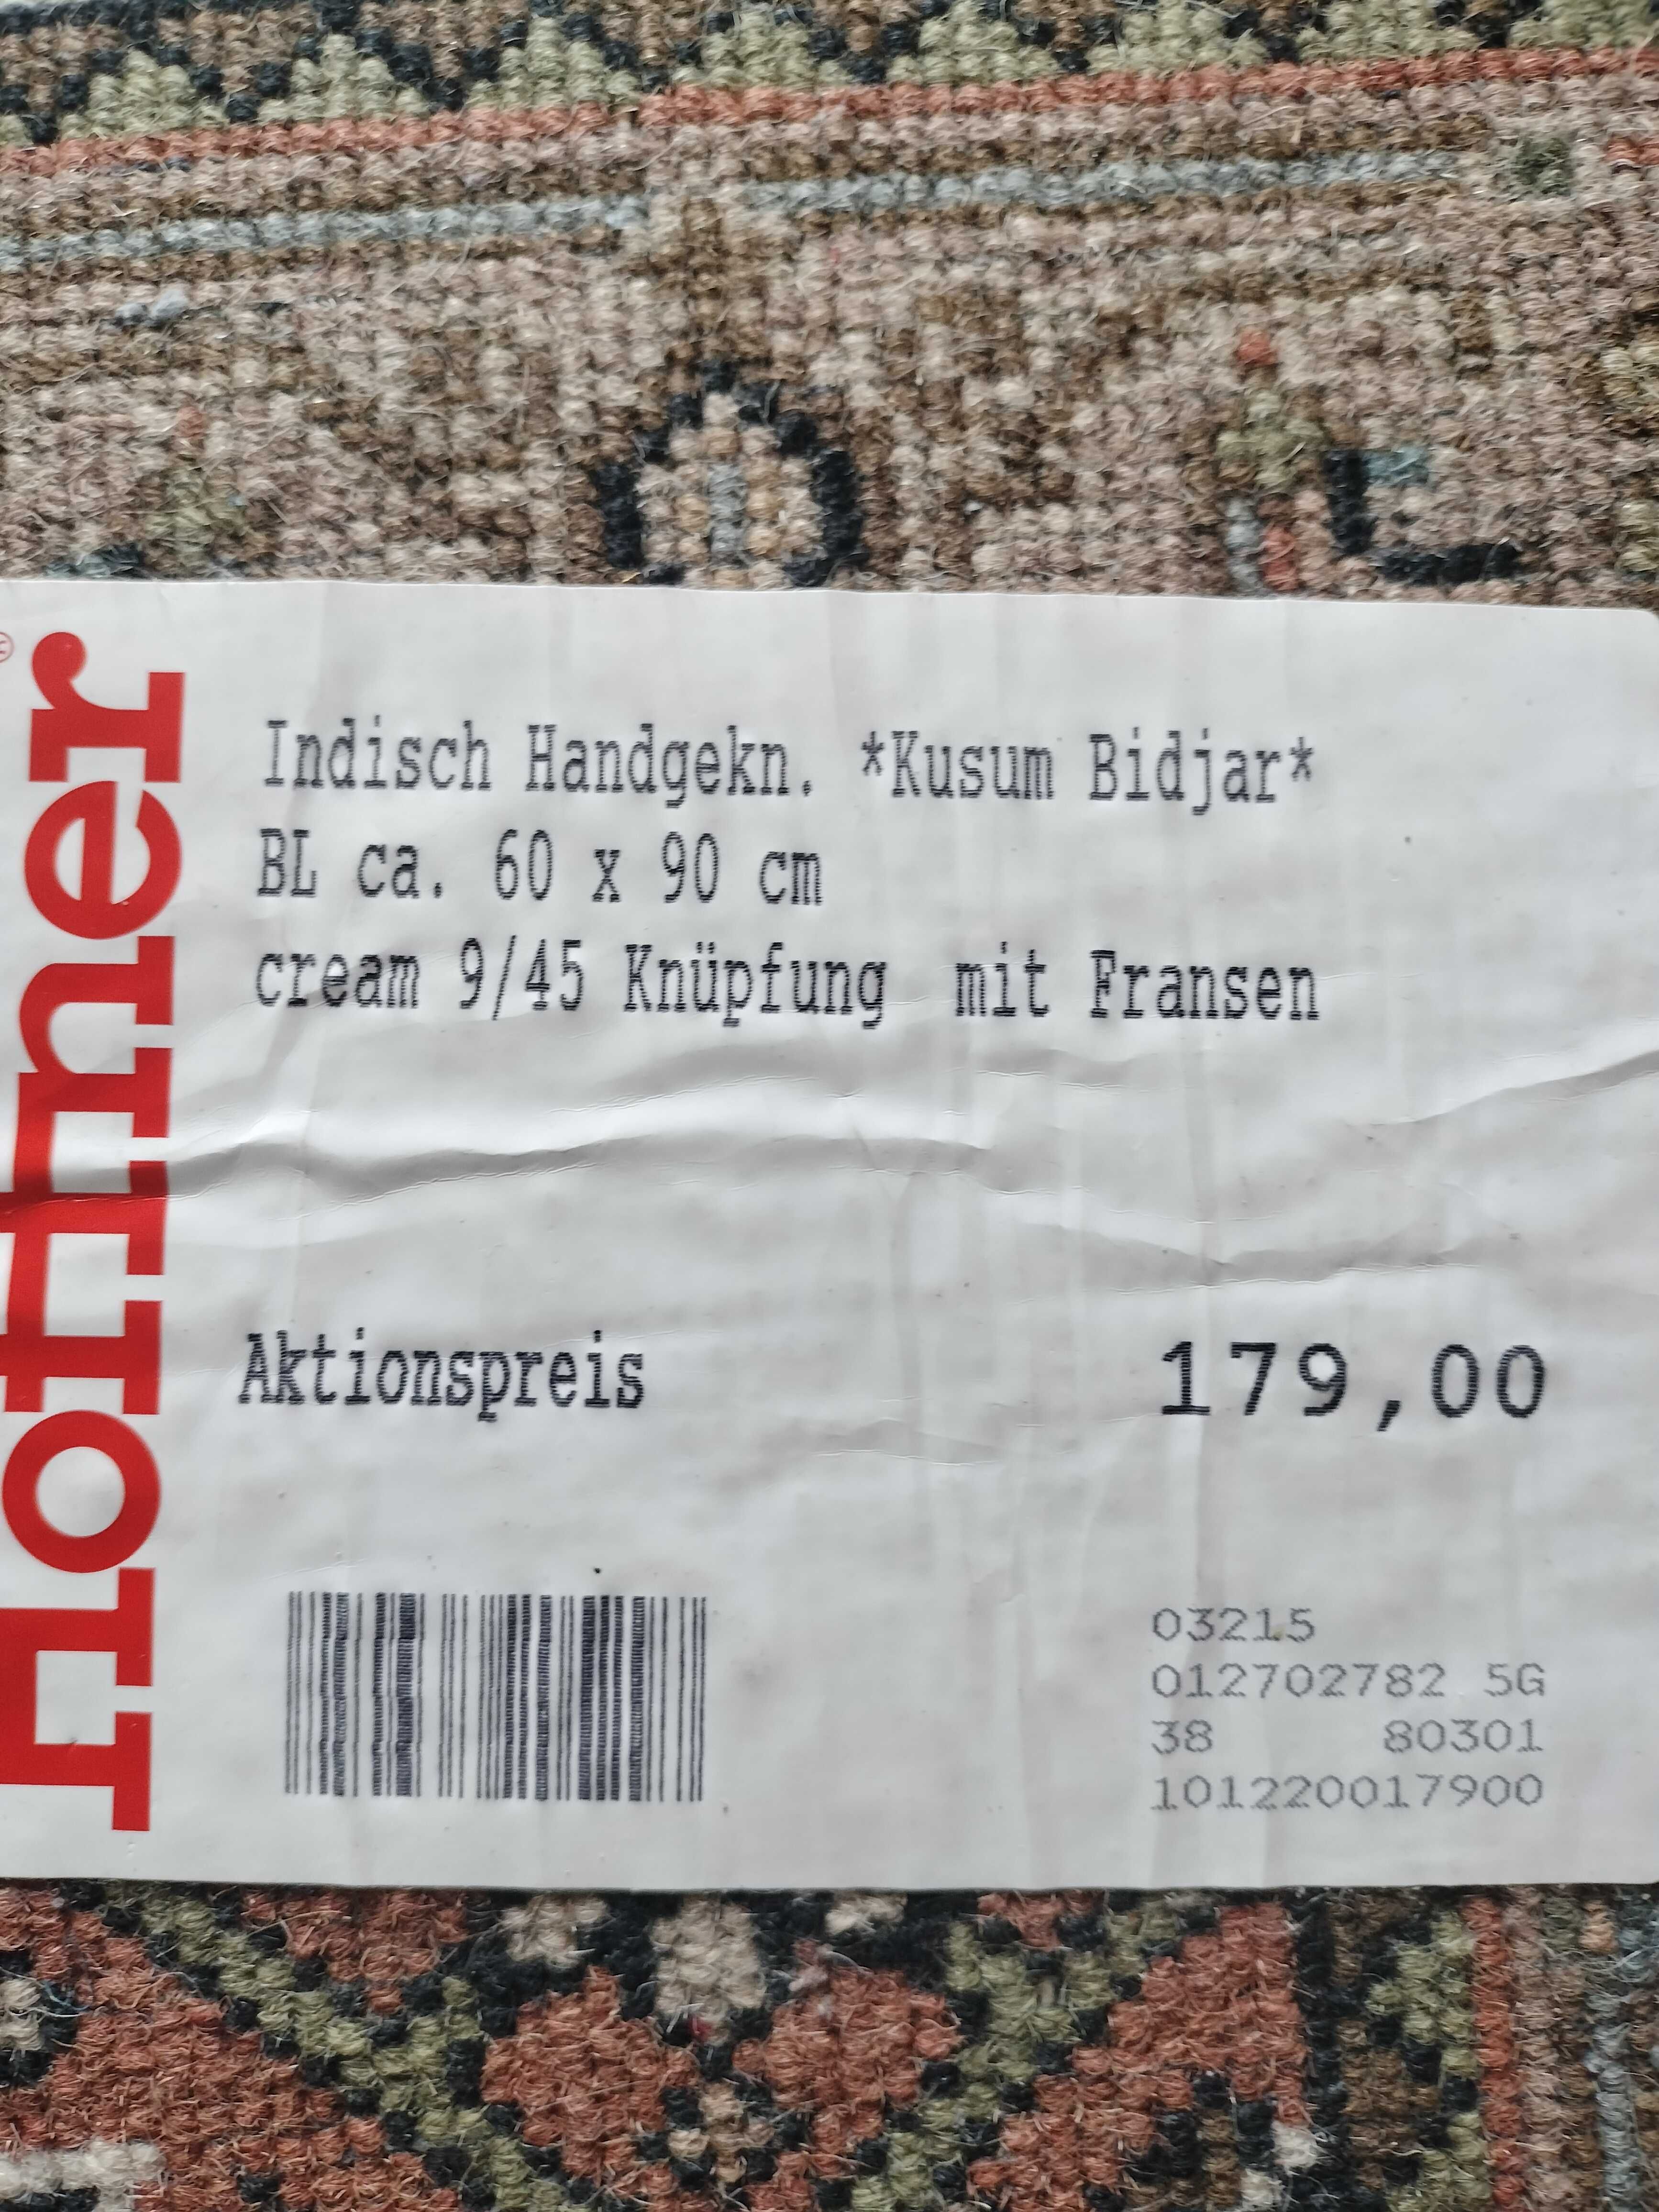 Höffner
Indisch Handgekn. *Kusum Bidjar*
BL ca. 60 x 90 cm
cream 9/45 Knüpfung mit Fransen
Aktionspreis 179,00
03215
012702782 5G
38 80301
101220017900